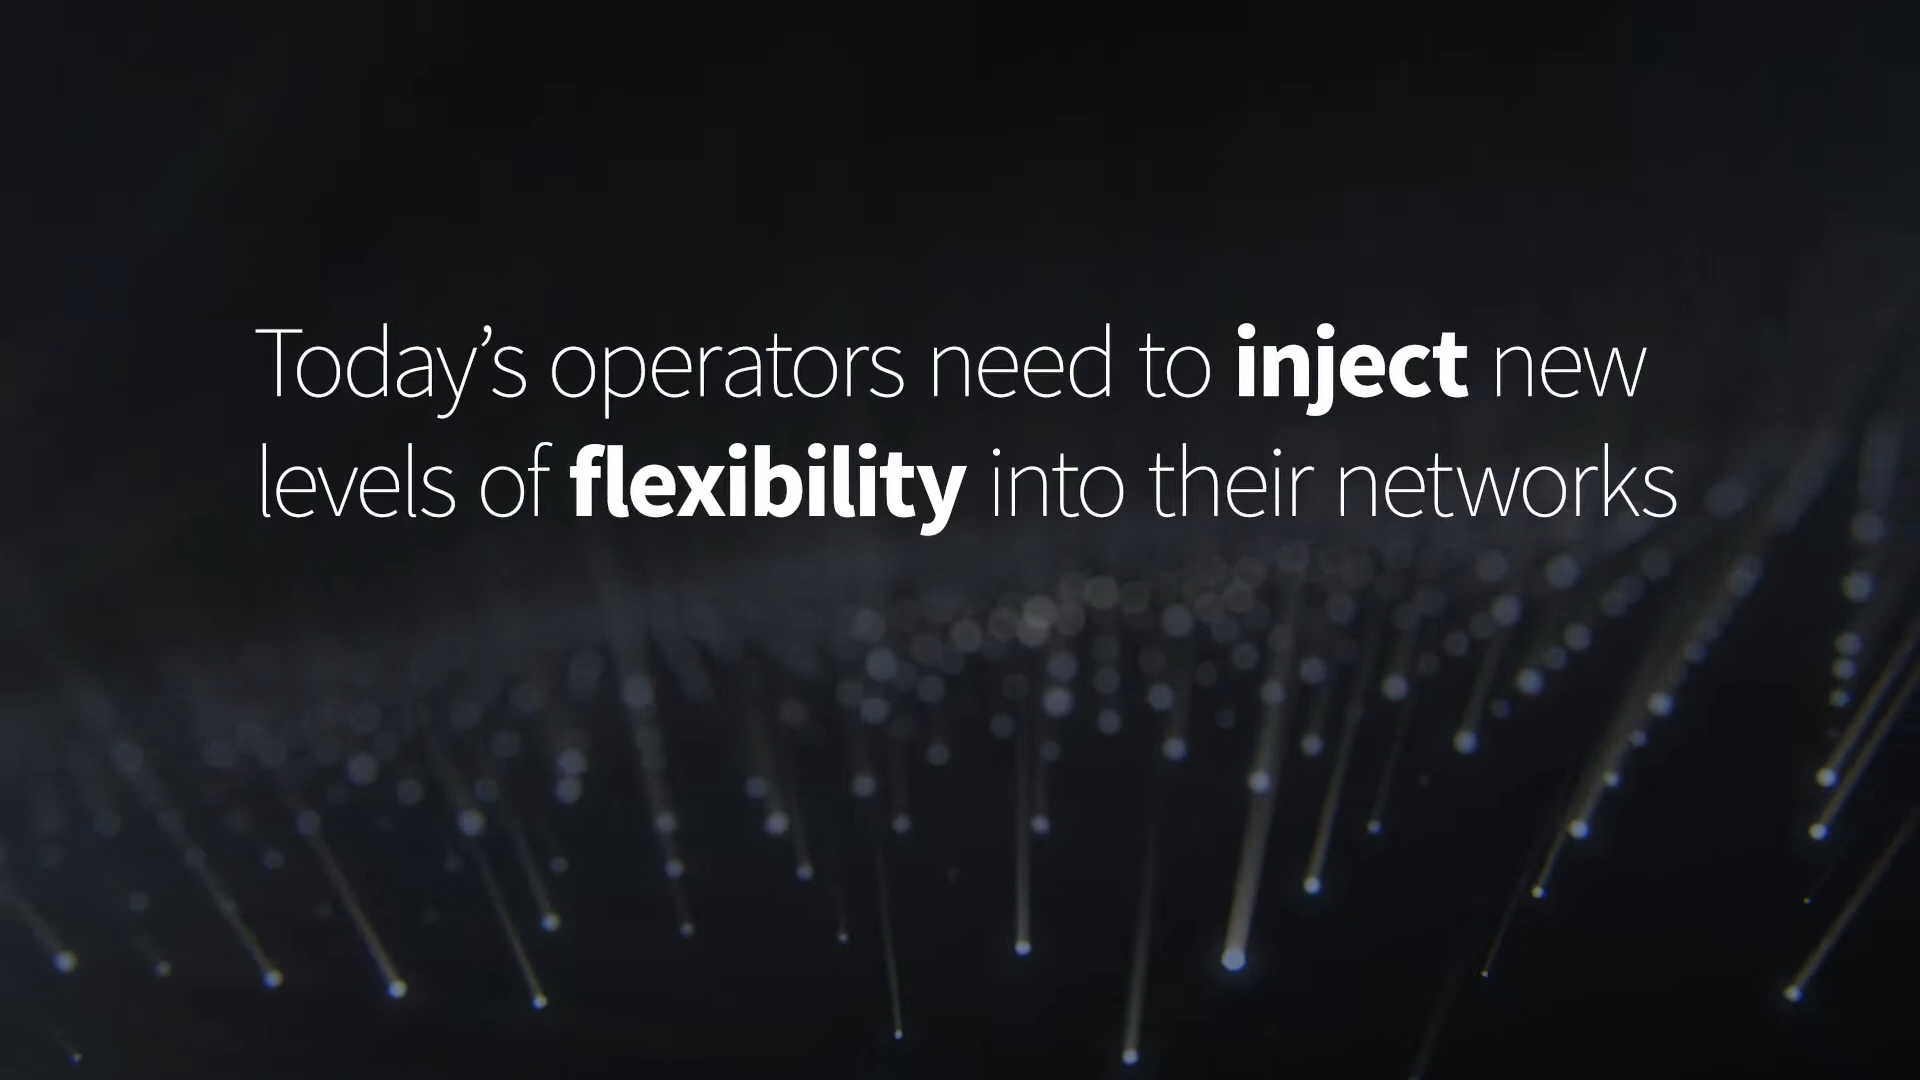 Today’s operators need to inject new
levels of flexibility into their networks